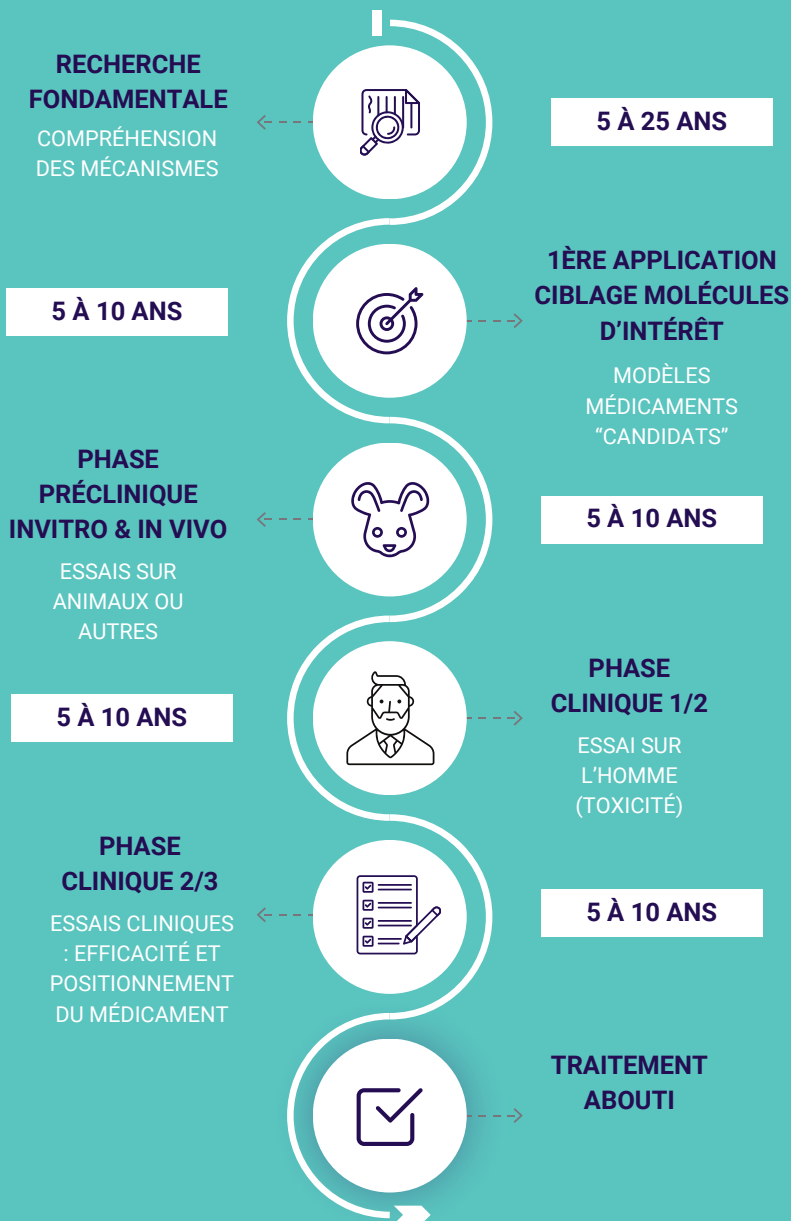 RECHERCHE
FONDAMENTALE
COMPRÉHENSION
DES MÉCANISMES
5 À 25 ANS
1ÈRE APPLICATION
CIBLAGE MOLÉCULES
D'INTÉRÊT
MODÈLES
MÉDICAMENTS
“CANDIDATS”
5 À 10 ANS
PHASE
PRÉCLINIQUE
INVITRO & IN VIVO
ESSAIS SUR
ANIMAUX OU
AUTRES
5 À 10 ANS
PHASE
CLINIQUE 1/2
ESSAI SUR
L'HOMME
(TOXICITÉ)
5 À 10 ANS
PHASE
CLINIQUE 2/3
ESSAIS CLINIQUES
: EFFICACITÉ ET
POSITIONNEMENT
DU MÉDICAMENT
5 À 10 ANS
TRAITEMENT
ABOUTI